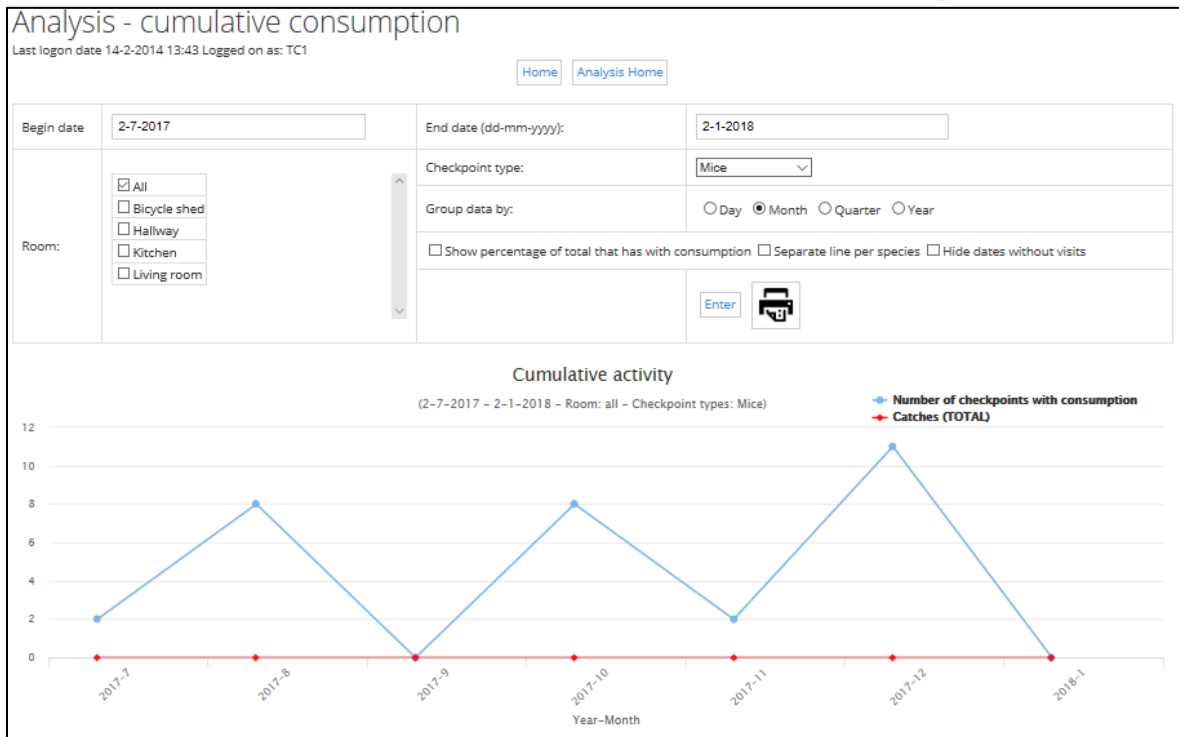 Analysis - cumulative consumption
Last logon date 14-2-2014 13:43 Logged on as: TC1
Home Analysis Home
Begin date 2-7-2017 End date (dd-mm-yyyy): 2-1-2018
Room:
All
Bicycle shed
Hallway
Kitchen
Living room
Checkpoint type: Mice
Group data by: Day Month Quarter Year
Show percentage of total that has with consumption Separate line per species Hide dates without visits
Enter
Cumulative activity
(2-7-2017 - 2-1-2018 - Room: all - Checkpoint types: Mice)
Number of checkpoints with consumption
Catches (TOTAL)
12
10
8
6
4
2
0
2017-7 2017-8 2017-9 2017-10 2017-11 2017-12 2018-1
Year-Month